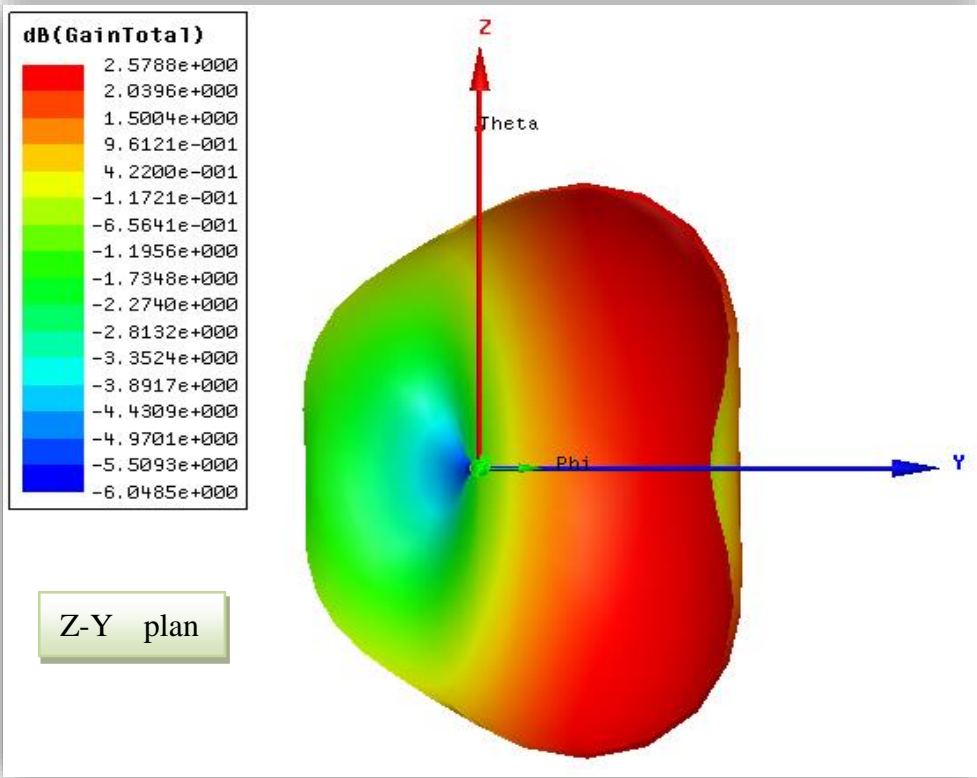 dB(GainTotal)
2.5788e+000
2.0396e+000
1.5004e+000
9.6121e-001
4.2200e-001
-1.1721e-001
-6.5641e-001
-1.1956e+000
-1.7348e+000
-2.2740e+000
-2.8132e+000
-3.3524e+000
-3.8917e+000
-4.4309e+000
-4.9701e+000
-5.5093e+000
-6.0485e+000
Z
Theta
Phi
Y
Z-Y plan